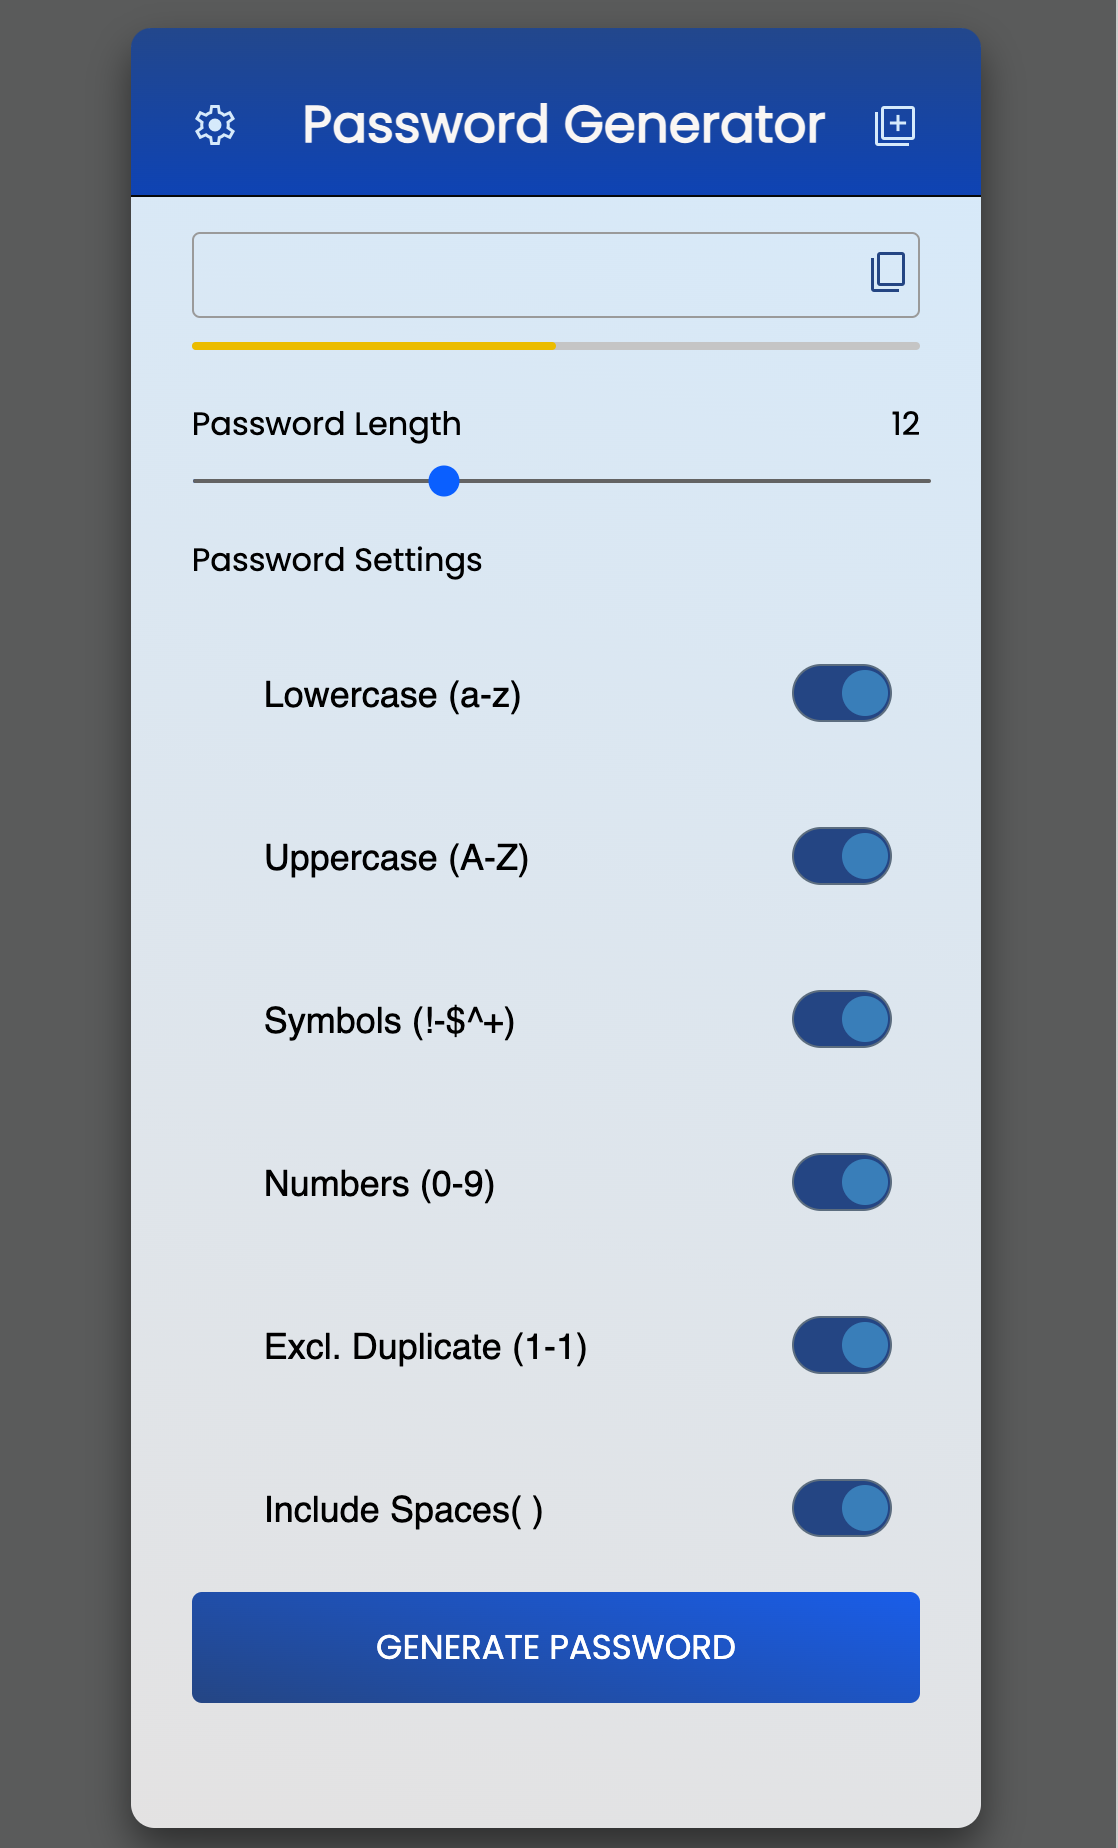 Password Generator
Password Length 12
Password Settings
Lowercase (a-z)
Uppercase (A-Z)
Symbols (!-$^+)
Numbers (0-9)
Excl. Duplicate (1-1)
Include Spaces( )
GENERATE PASSWORD